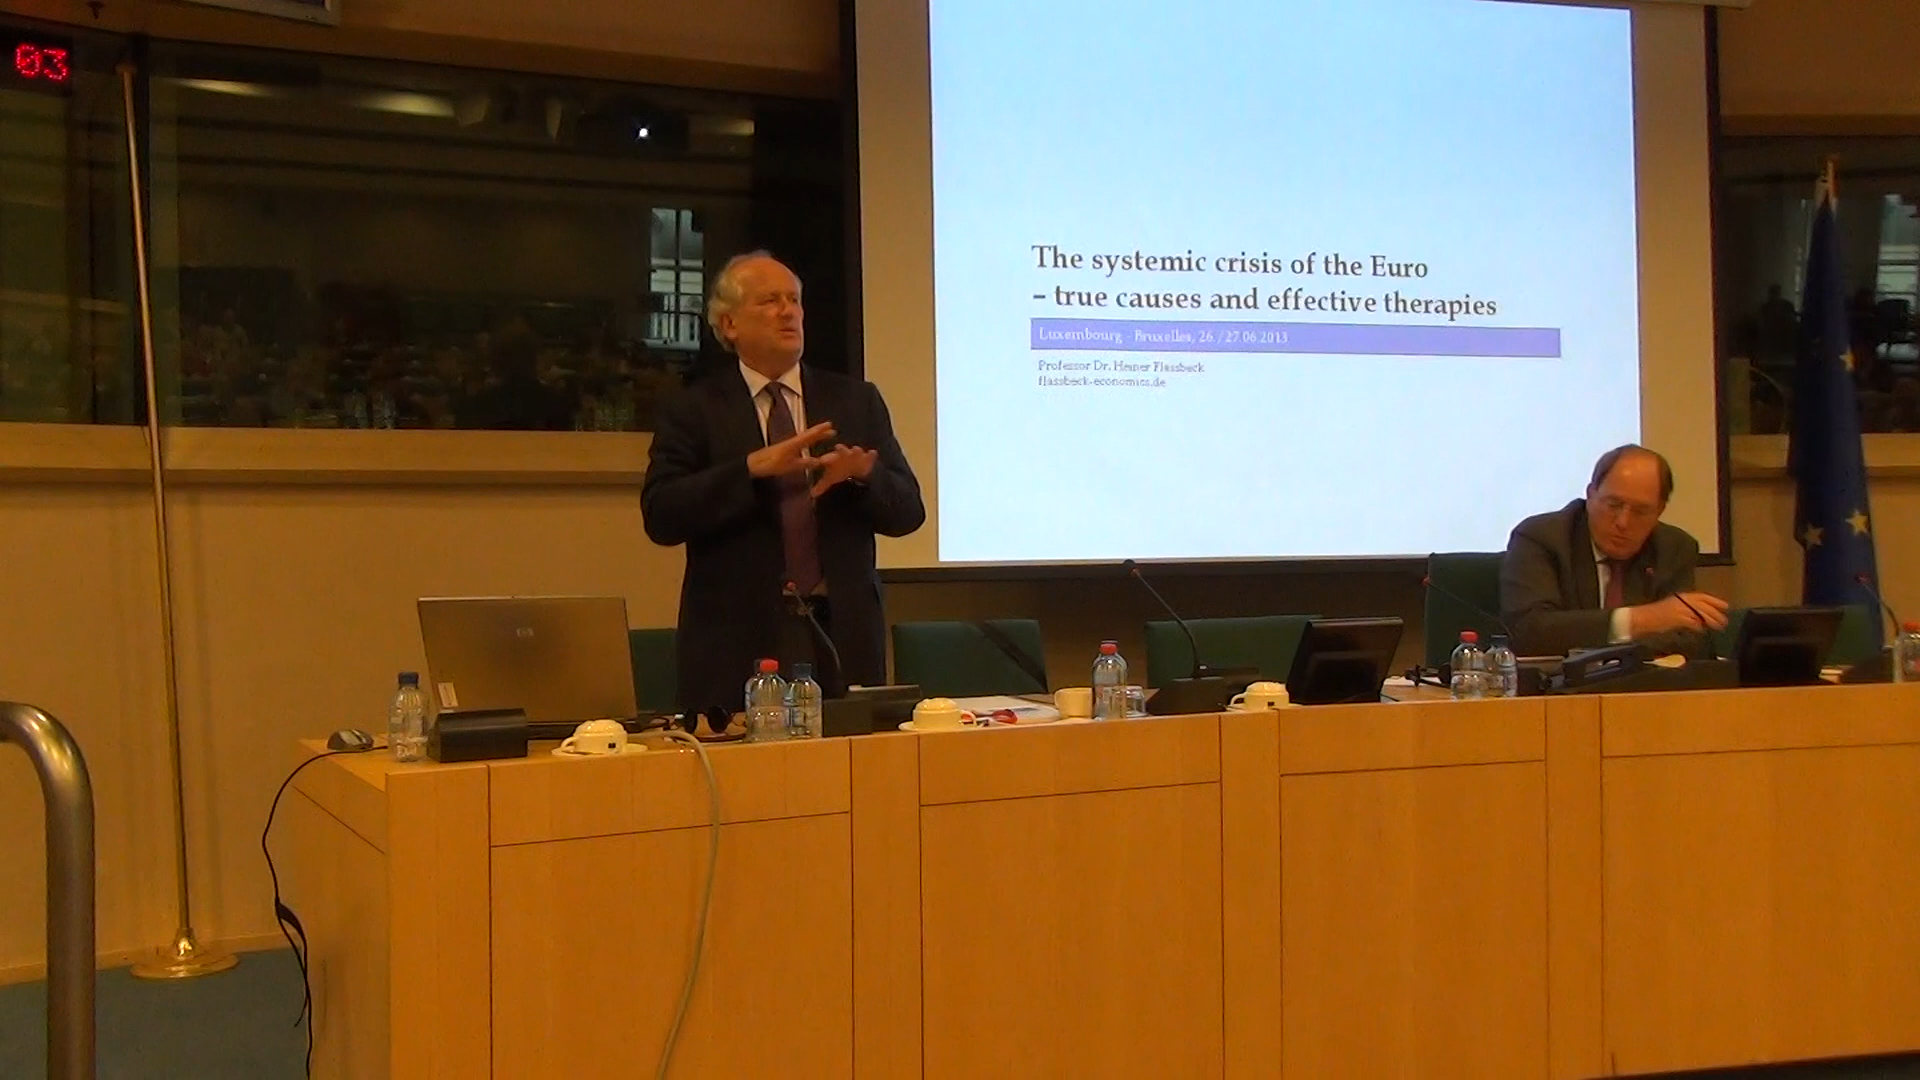 03
The systemic crisis of the Euro
– true causes and effective therapies
Luxembourg - Bruxelles, 26./27.06.2013
Professor Dr. Heiner Flassbeck
flassbeck-economics.de
hp